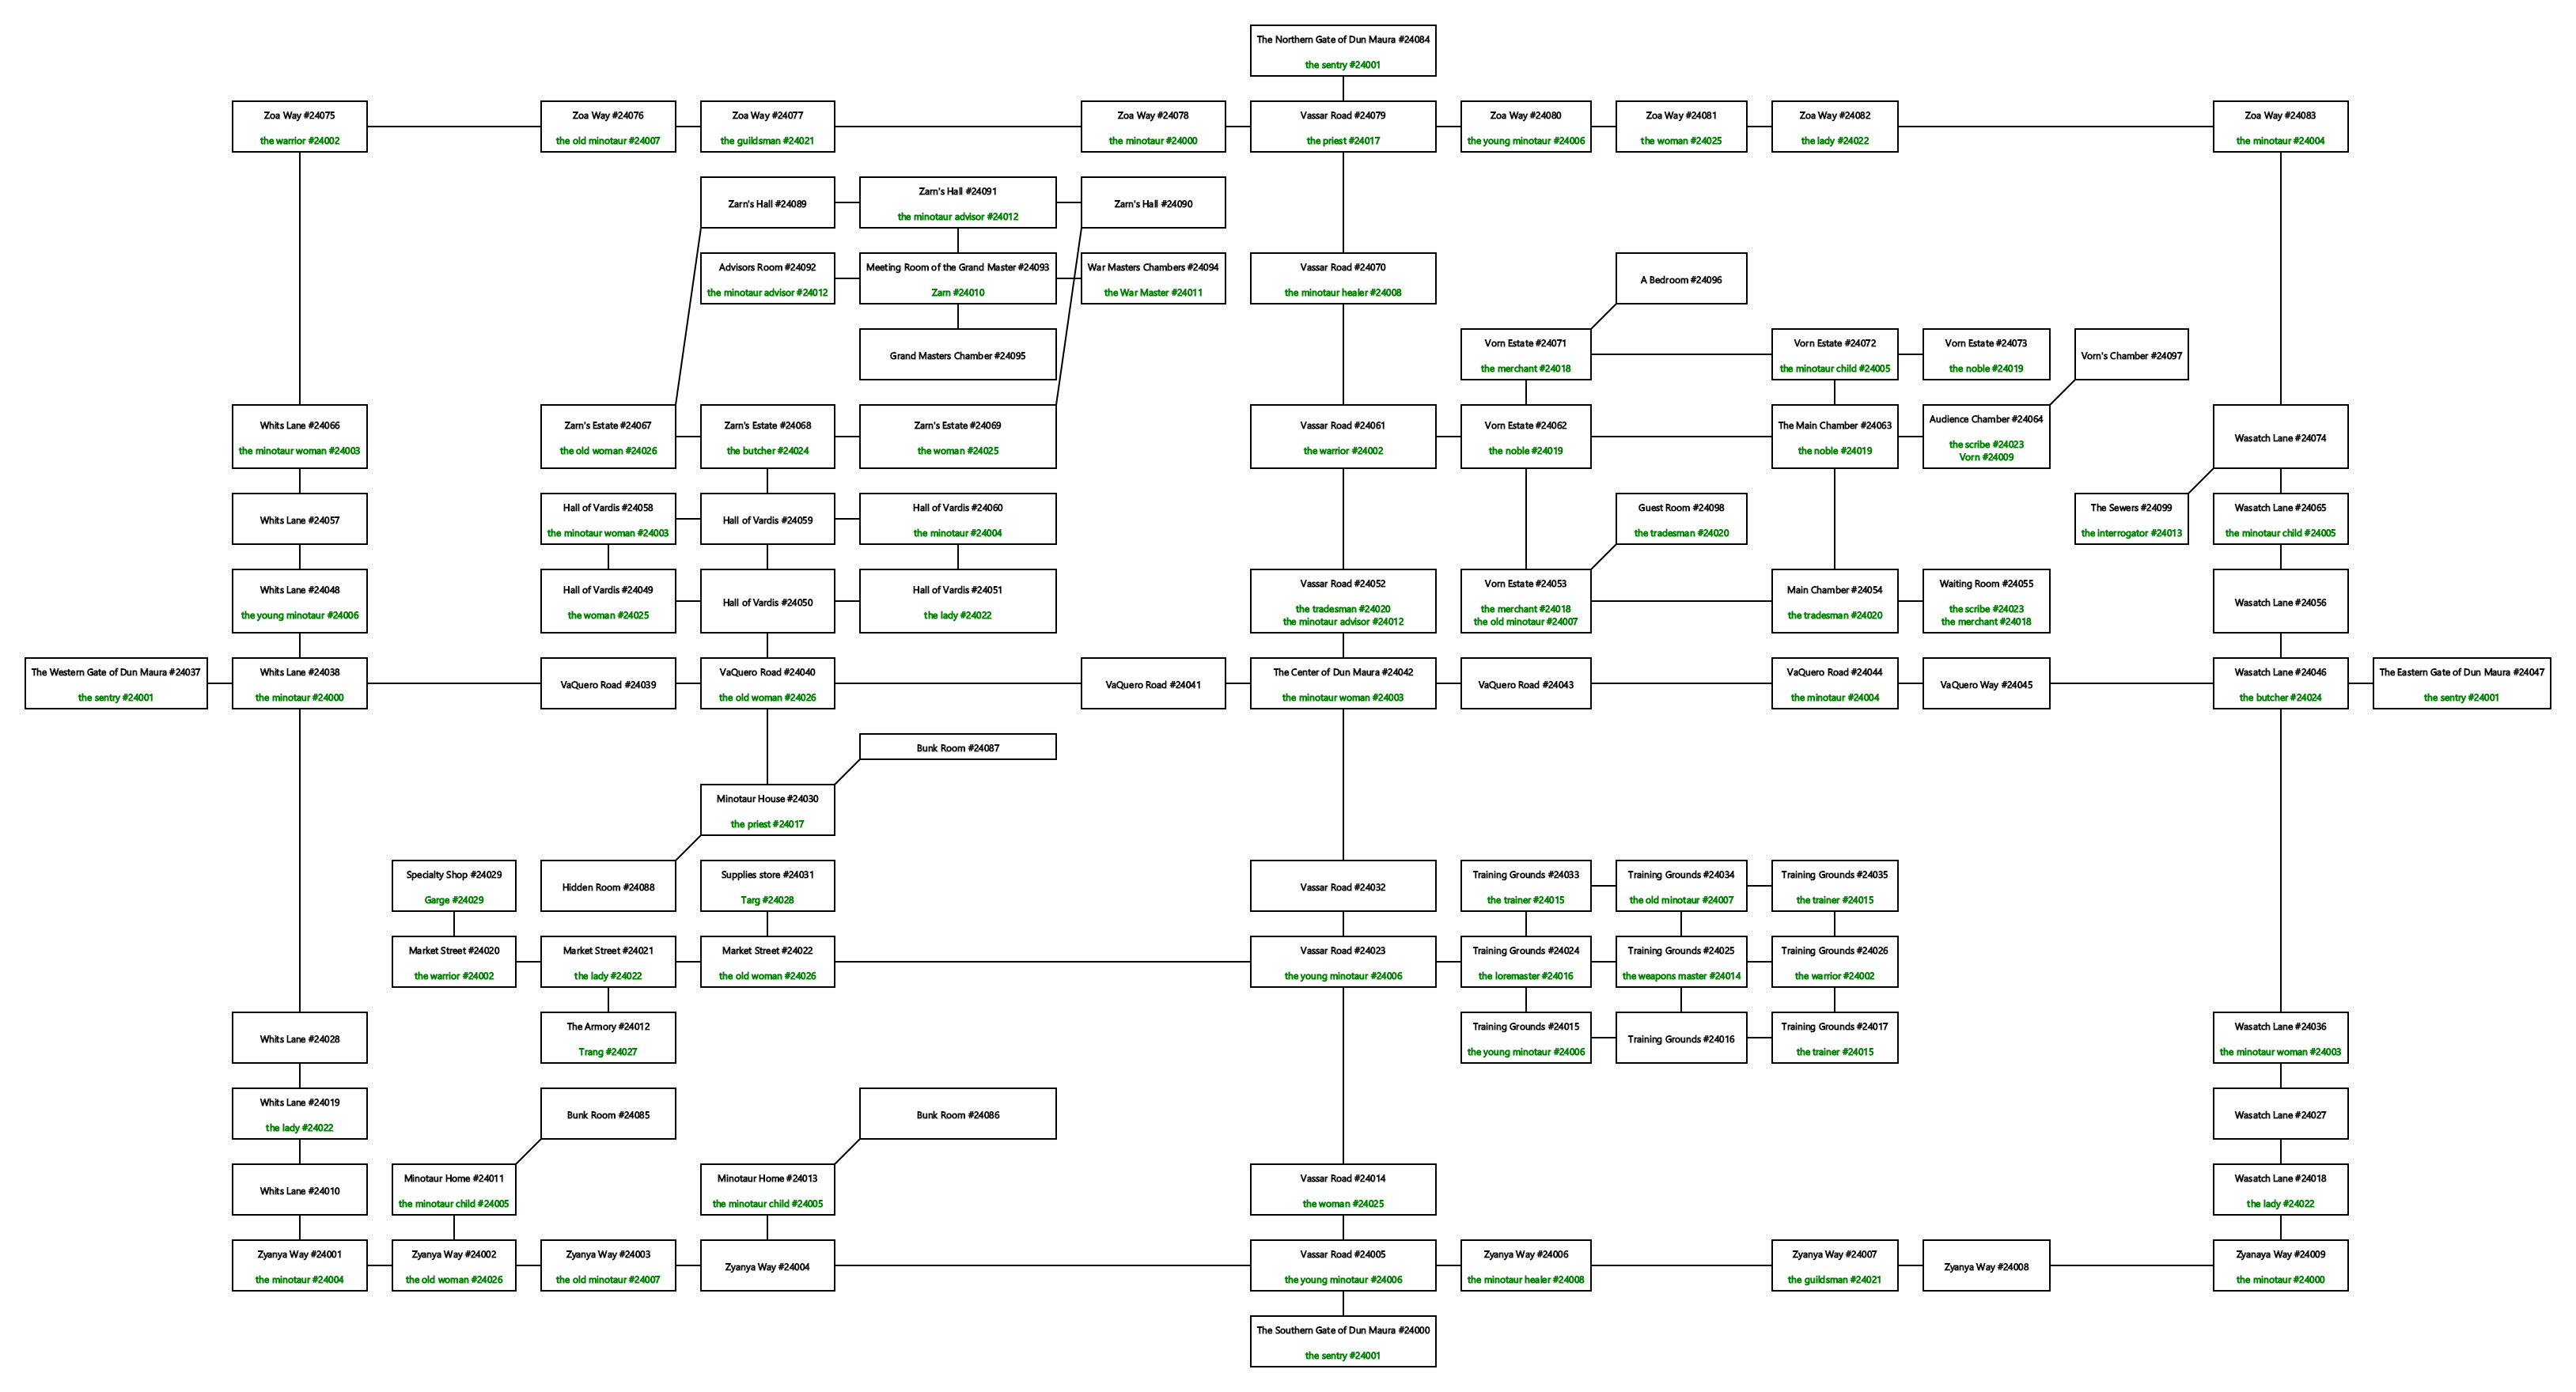 The Northern Gate of Dun Maura #24084
the sentry #24001
Zoa Way #24075
the warrior #24002
Zoa Way #24076
the old minotaur #24007
Zoa Way #24077
the guildsman #24021
Zoa Way #24078
the minotaur #24000
Vassar Road #24079
the priest #24017
Zoa Way #24080
the young minotaur #24006
Zoa Way #24081
the woman #24025
Zoa Way #24082
the lady #24022
Zoa Way #24083
the minotaur #24004
Zarn's Hall #24089
Zarn's Hall #24091
the minotaur advisor #24012
Zarn's Hall #24090
Advisors Room #24092
the minotaur advisor #24012
Meeting Room of the Grand Master #24093
Zarn #24010
War Masters Chambers #24094
the War Master #24011
Vassar Road #24070
the minotaur healer #24008
A Bedroom #24096
Grand Masters Chamber #24095
Vorn Estate #24071
the merchant #24018
Vorn Estate #24072
the minotaur child #24005
Vorn Estate #24073
the noble #24019
Vorn's Chamber #24097
Whits Lane #24066
the minotaur woman #24003
Zarn's Estate #24067
the old woman #24026
Zarn's Estate #24068
the butcher #24024
Zarn's Estate #24069
the woman #24025
Vassar Road #24061
the warrior #24002
Vorn Estate #24062
the noble #24019
The Main Chamber #24063
the noble #24019
Audience Chamber #24064
the scribe #24023
Vorn #24009
Wasatch Lane #24074
Whits Lane #24057
Hall of Vardis #24058
the minotaur woman #24003
Hall of Vardis #24059
Hall of Vardis #24060
the minotaur #24004
Guest Room #24098
the tradesman #24020
The Sewers #24099
the interrogator #24013
Wasatch Lane #24065
the minotaur child #24005
Whits Lane #24048
the young minotaur #24006
Hall of Vardis #24049
the woman #24025
Hall of Vardis #24050
Hall of Vardis #24051
the lady #24022
Vassar Road #24052
the tradesman #24020
the minotaur advisor #24012
Vorn Estate #24053
the merchant #24018
the old minotaur #24007
Main Chamber #24054
the tradesman #24020
Waiting Room #24055
the scribe #24023
the merchant #24018
Wasatch Lane #24056
The Western Gate of Dun Maura #24037
the sentry #24001
Whits Lane #24038
the minotaur #24000
VaQuero Road #24039
VaQuero Road #24040
the old woman #24026
VaQuero Road #24041
The Center of Dun Maura #24042
the minotaur woman #24003
VaQuero Road #24043
VaQuero Road #24044
the minotaur #24004
VaQuero Way #24045
Wasatch Lane #24046
the butcher #24024
The Eastern Gate of Dun Maura #24047
the sentry #24001
Bunk Room #24087
Minotaur House #24030
the priest #24017
Specialty Shop #24029
Garge #24029
Hidden Room #24088
Supplies store #24031
Targ #24028
Vassar Road #24032
Training Grounds #24033
the trainer #24015
Training Grounds #24034
the old minotaur #24007
Training Grounds #24035
the trainer #24015
Market Street #24020
the warrior #24002
Market Street #24021
the lady #24022
Market Street #24022
the old woman #24026
Vassar Road #24023
the young minotaur #24006
Training Grounds #24024
the loremaster #24016
Training Grounds #24025
the weapons master #24014
Training Grounds #24026
the warrior #24002
Whits Lane #24028
The Armory #24012
Trang #24027
Training Grounds #24015
the young minotaur #24006
Training Grounds #24016
Training Grounds #24017
the trainer #24015
Wasatch Lane #24036
the minotaur woman #24003
Whits Lane #24019
the lady #24022
Bunk Room #24085
Bunk Room #24086
Wasatch Lane #24027
Whits Lane #24010
Minotaur Home #24011
the minotaur child #24005
Minotaur Home #24013
the minotaur child #24005
Vassar Road #24014
the woman #24025
Wasatch Lane #24018
the lady #24022
Zyanya Way #24001
the minotaur #24004
Zyanya Way #24002
the old woman #24026
Zyanya Way #24003
the old minotaur #24007
Zyanya Way #24004
Vassar Road #24005
the young minotaur #24006
Zyanya Way #24006
the minotaur healer #24008
Zyanya Way #24007
the guildsman #24021
Zyanya Way #24008
Zyanaya Way #24009
the minotaur #24000
The Southern Gate of Dun Maura #24000
the sentry #24001